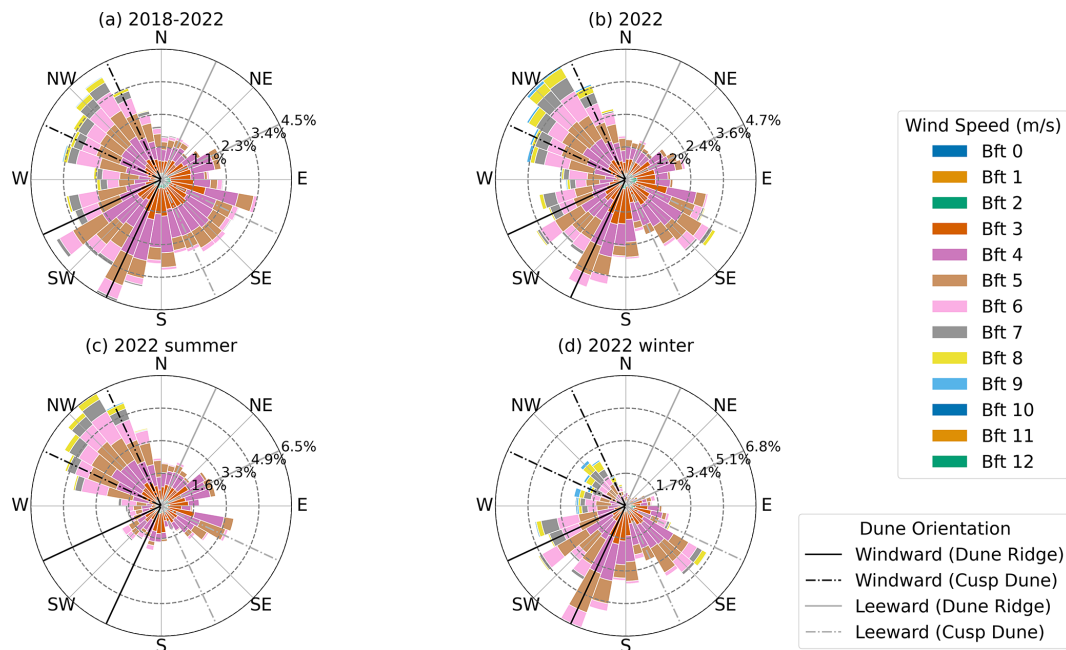 (a) 2018-2022
N
NW
NE
W
E
SW
SE
S
1.1%
2.3%
3.4%
4.5%
(b) 2022
N
NW
NE
W
E
SW
SE
S
1.2%
2.4%
3.6%
4.7%
(c) 2022 summer
N
NW
NE
W
E
SW
SE
S
1.6%
3.3%
4.9%
6.5%
(d) 2022 winter
N
NW
NE
W
E
SW
SE
S
1.7%
3.4%
5.1%
6.8%
Wind Speed (m/s)
Bft 0
Bft 1
Bft 2
Bft 3
Bft 4
Bft 5
Bft 6
Bft 7
Bft 8
Bft 9
Bft 10
Bft 11
Bft 12
Dune Orientation
Windward (Dune Ridge)
Windward (Cusp Dune)
Leeward (Dune Ridge)
Leeward (Cusp Dune)